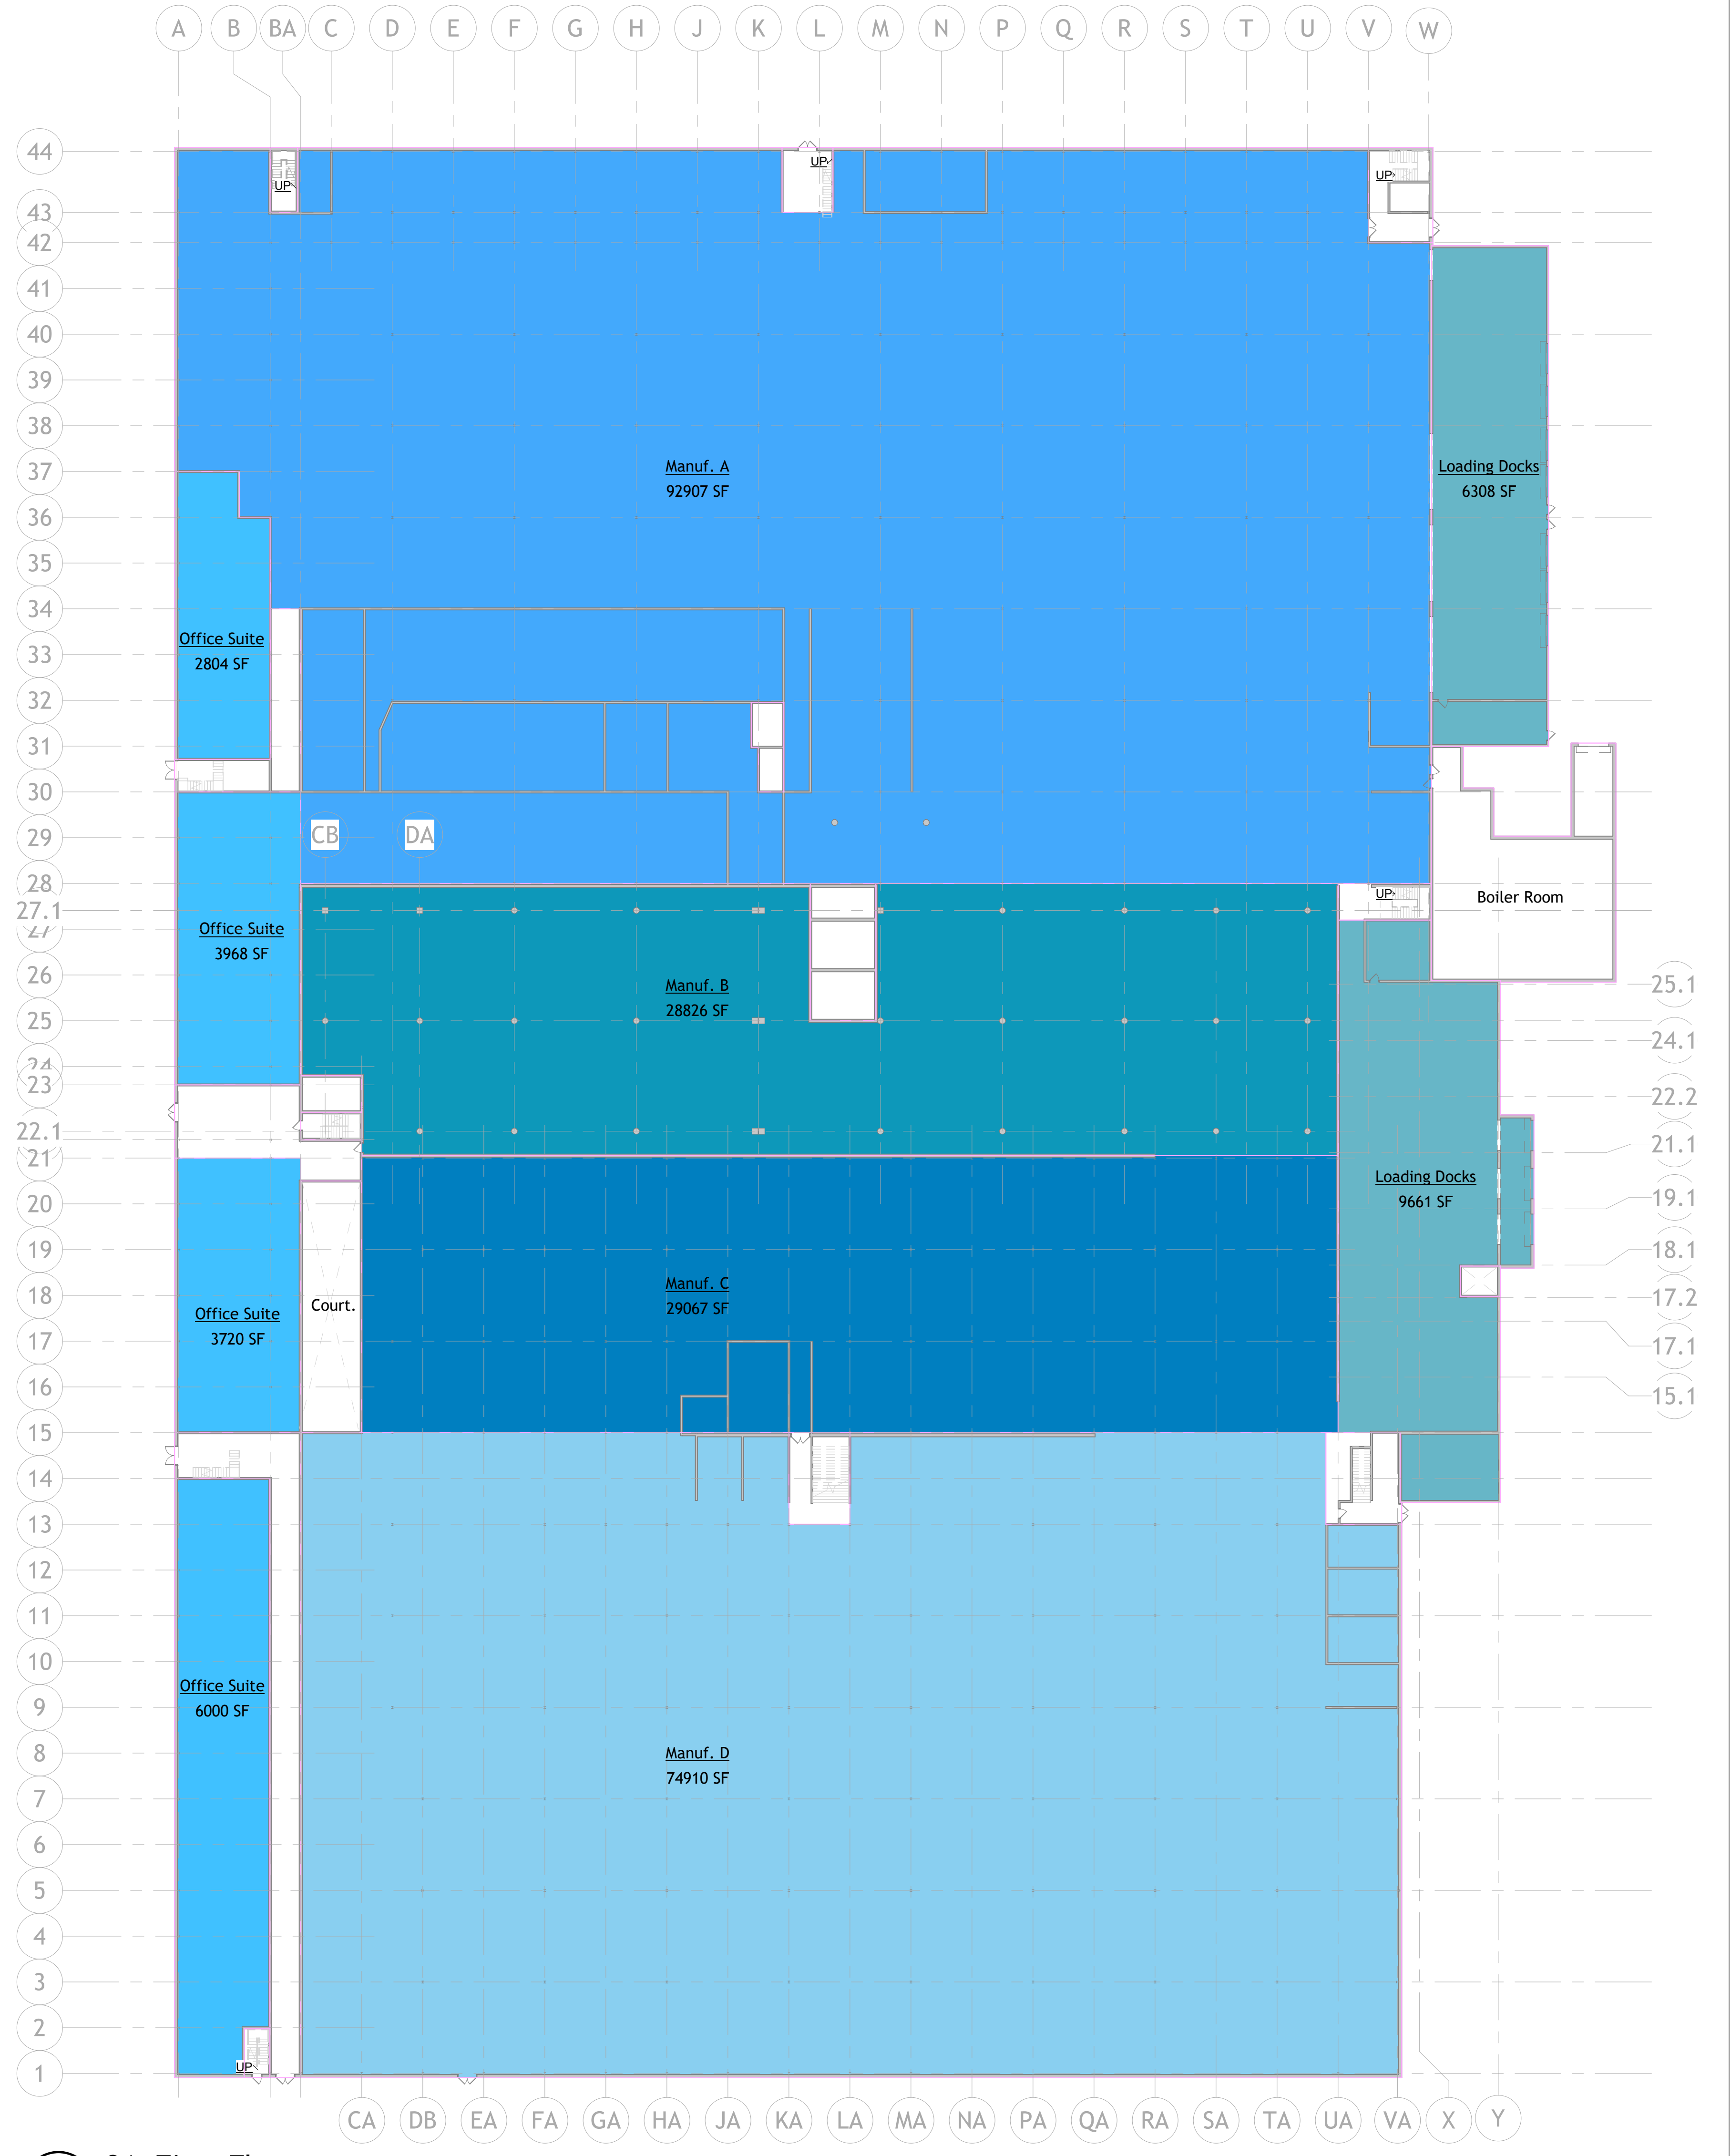 A B BA C D E F G H J K L M N P Q R S T U V W
44
UP
UP
UP
43
42
41
40
39
38
37
Manuf. A
92907 SF
Loading Docks
6308 SF
36
35
34
33
Office Suite
2804 SF
32
31
30
29
CB DA
28
UP
Boiler Room
27.1
27
Office Suite
3968 SF
26
25.1
Manuf. B
28826 SF
25
24.1
24
23
22.2
22.1
21.1
21
Loading Docks
9661 SF
20
19.1
19
18.1
Manuf. C
29067 SF
18
17.2
Court.
Office Suite
3720 SF
17
17.1
16
15.1
15
14
13
12
11
10
Office Suite
6000 SF
9
8
Manuf. D
74910 SF
7
6
5
4
3
2
UP
1
CA DB EA FA GA HA JA KA LA MA NA PA QA RA SA TA UA VA X Y